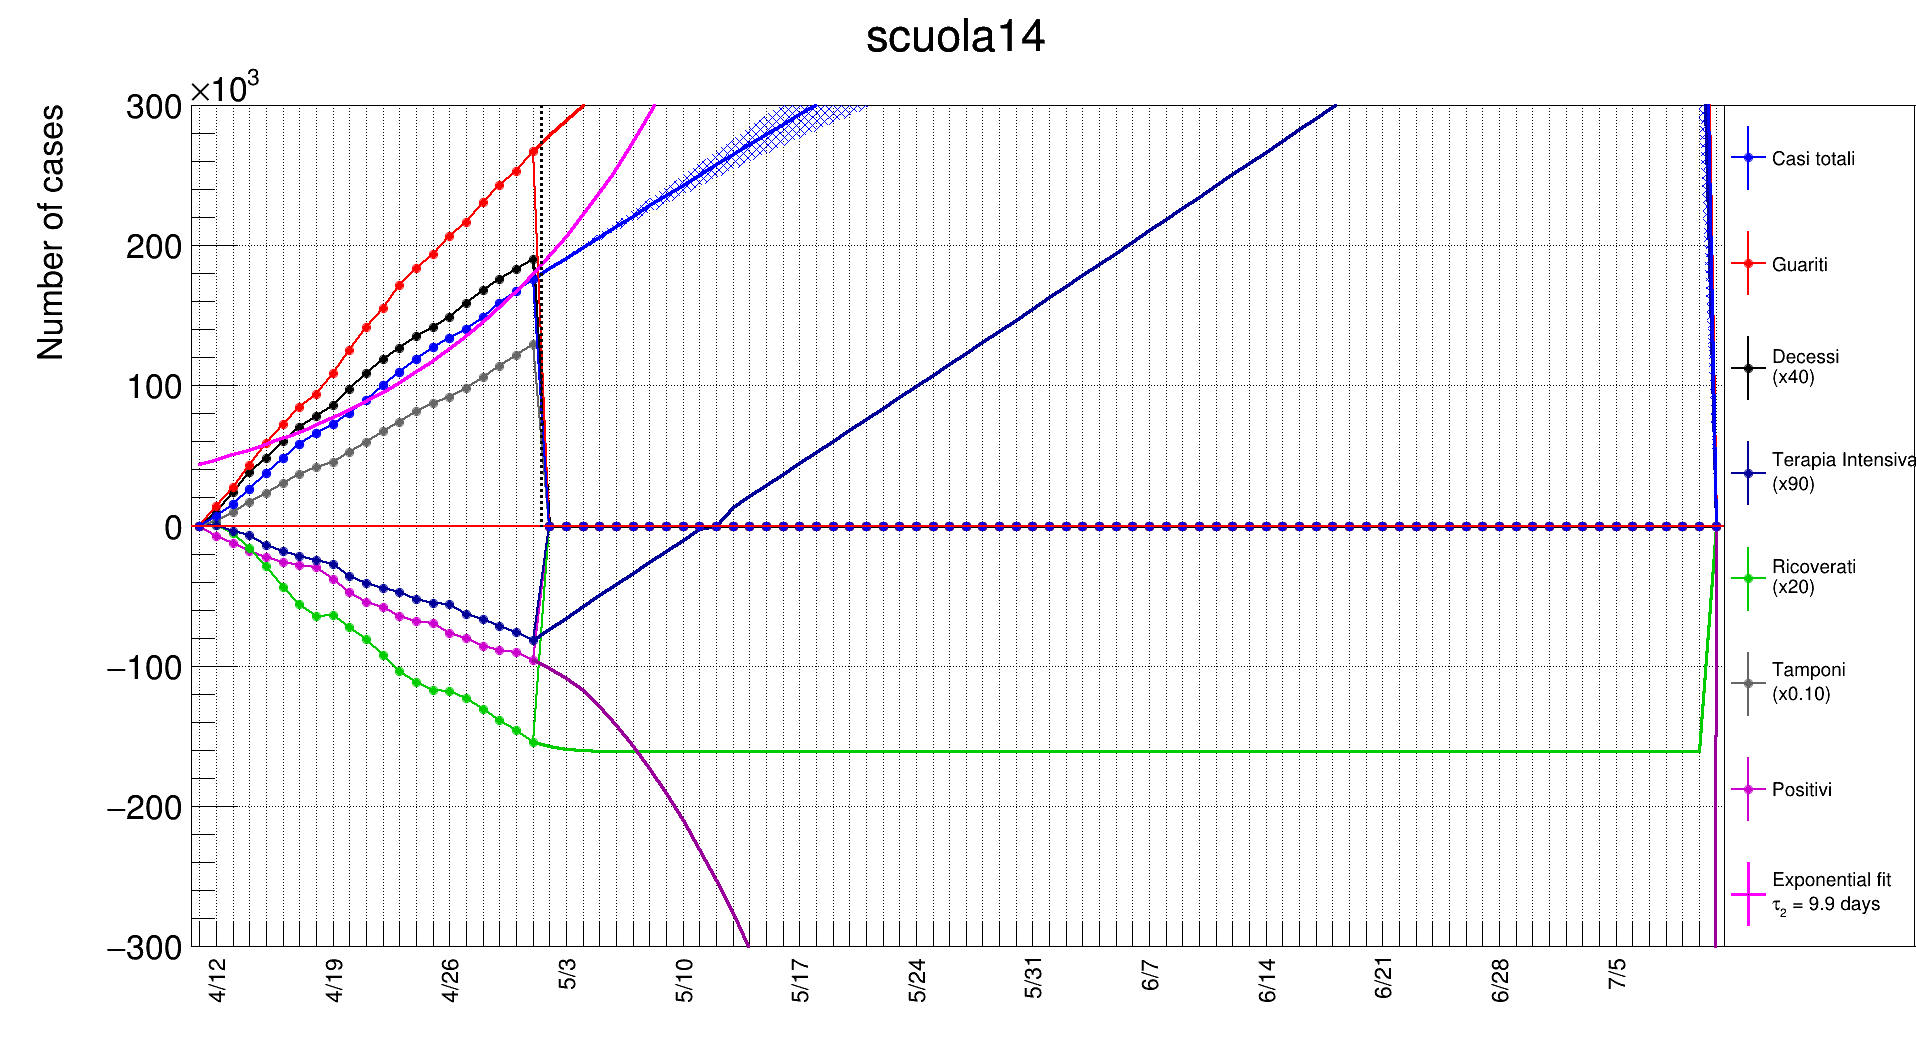 scuola14
×10³
Number of cases
300
200
100
0
−100
−200
−300
4/12
4/19
4/26
5/3
5/10
5/17
5/24
5/31
6/7
6/14
6/21
6/28
7/5
Casi totali
Guariti
Decessi
(x40)
Terapia Intensiva
(x90)
Ricoverati
(x20)
Tamponi
(x0.10)
Positivi
Exponential fit
τ₂ = 9.9 days